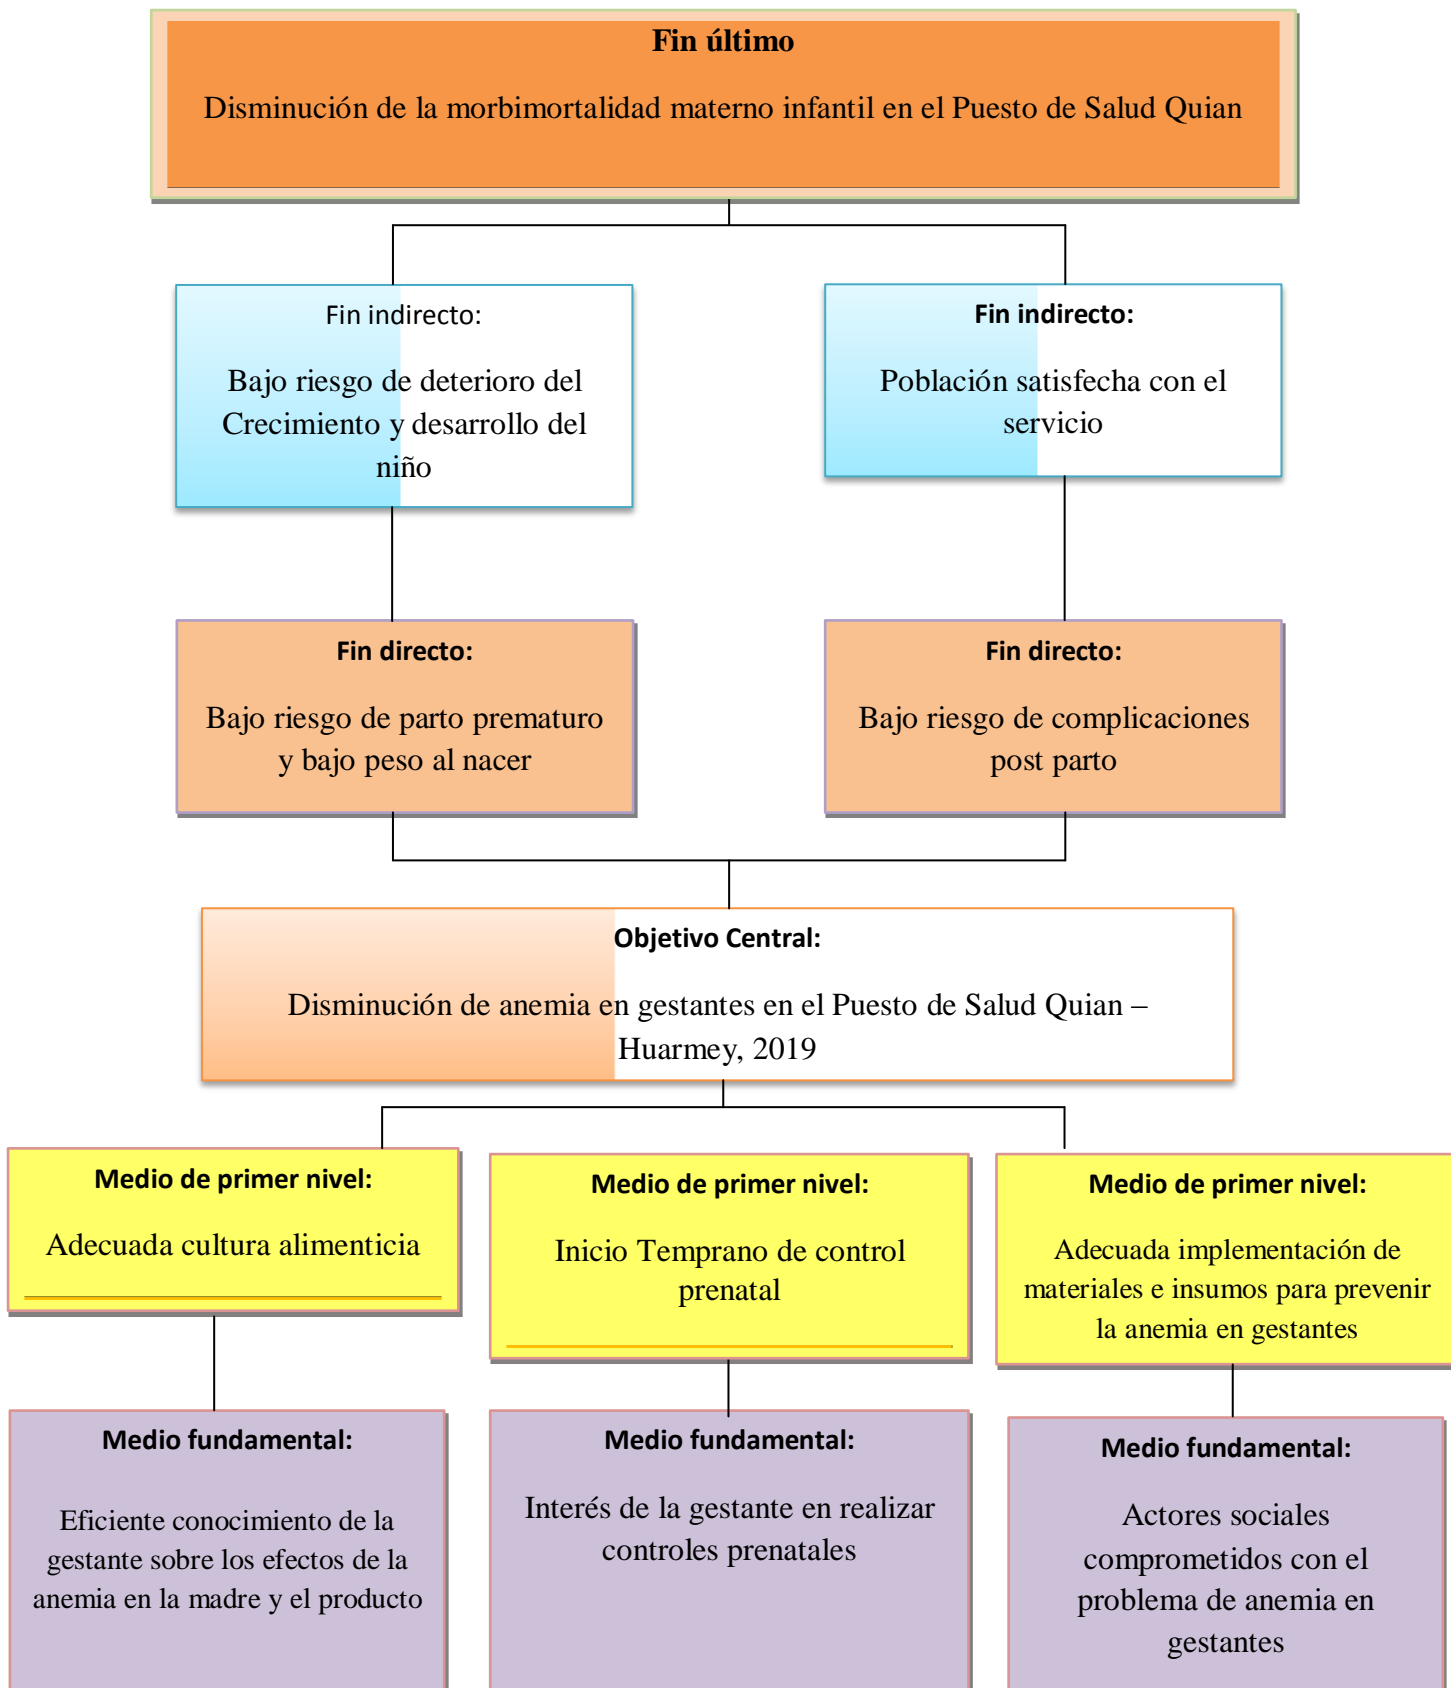 Fin último
Disminución de la morbimortalidad materno infantil en el Puesto de Salud Quian
Fin indirecto:
Bajo riesgo de deterioro del
Crecimiento y desarrollo del
niño
Fin indirecto:
Población satisfecha con el
servicio
Fin directo:
Bajo riesgo de parto prematuro
y bajo peso al nacer
Fin directo:
Bajo riesgo de complicaciones
post parto
Objetivo Central:
Disminución de anemia en gestantes en el Puesto de Salud Quian –
Huarmey, 2019
Medio de primer nivel:
Adecuada cultura alimenticia
Medio de primer nivel:
Inicio Temprano de control
prenatal
Medio de primer nivel:
Adecuada implementación de
materiales e insumos para prevenir
la anemia en gestantes
Medio fundamental:
Eficiente conocimiento de la
gestante sobre los efectos de la
anemia en la madre y el producto
Medio fundamental:
Interés de la gestante en realizar
controles prenatales
Medio fundamental:
Actores sociales
comprometidos con el
problema de anemia en
gestantes